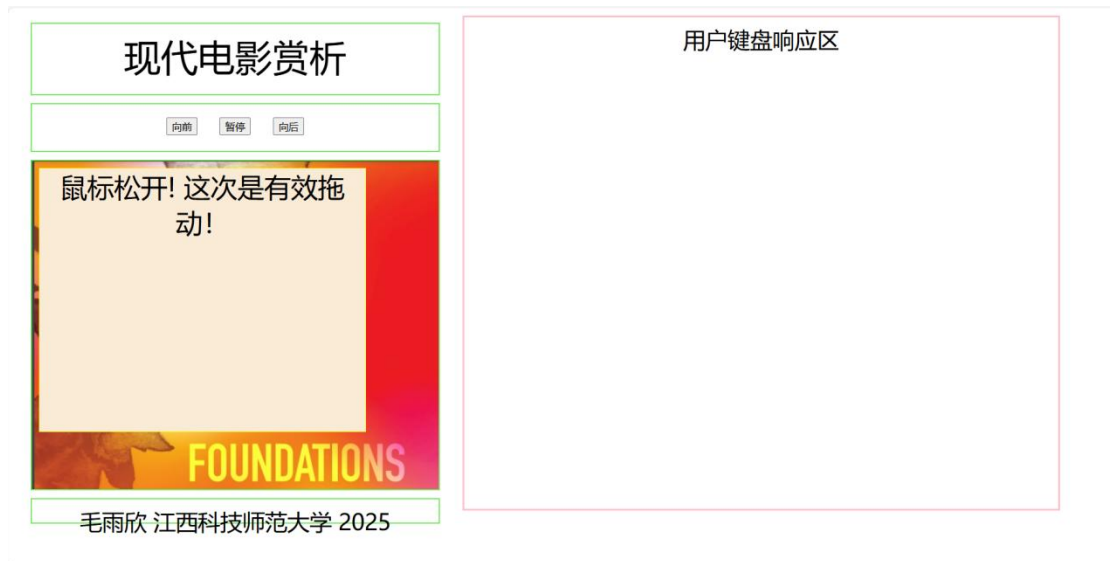 现代电影赏析
向前 暂停 向后
鼠标松开! 这次是有效拖
动!
FOUNDATIONS
毛雨欣 江西科技师范大学 2025
用户键盘响应区